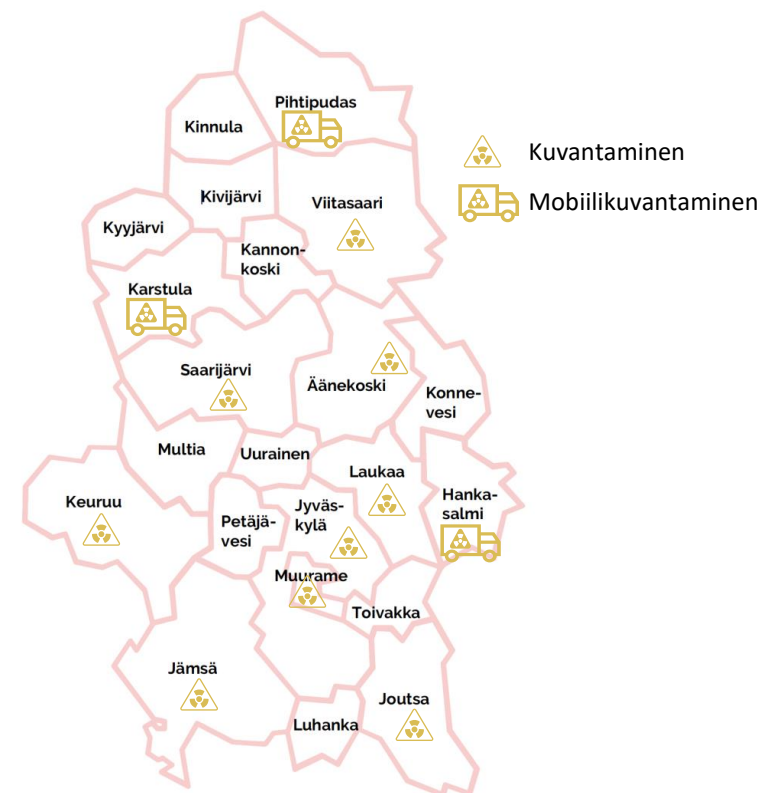 Pihtipudas
Kinnula
Kuvantaminen
Kivijärvi
Viitasaari
Mobiilikuvantaminen
Kyyjärvi
Kannon-
koski
Karstula
Saarijärvi
Äänekoski
Konne-
vesi
Multia
Uurainen
Laukaa
Keuruu
Hanka-
salmi
Petäjä-
vesi
Jyväs-
kylä
Muurame
Toivakka
Jämsä
Joutsa
Luhanka